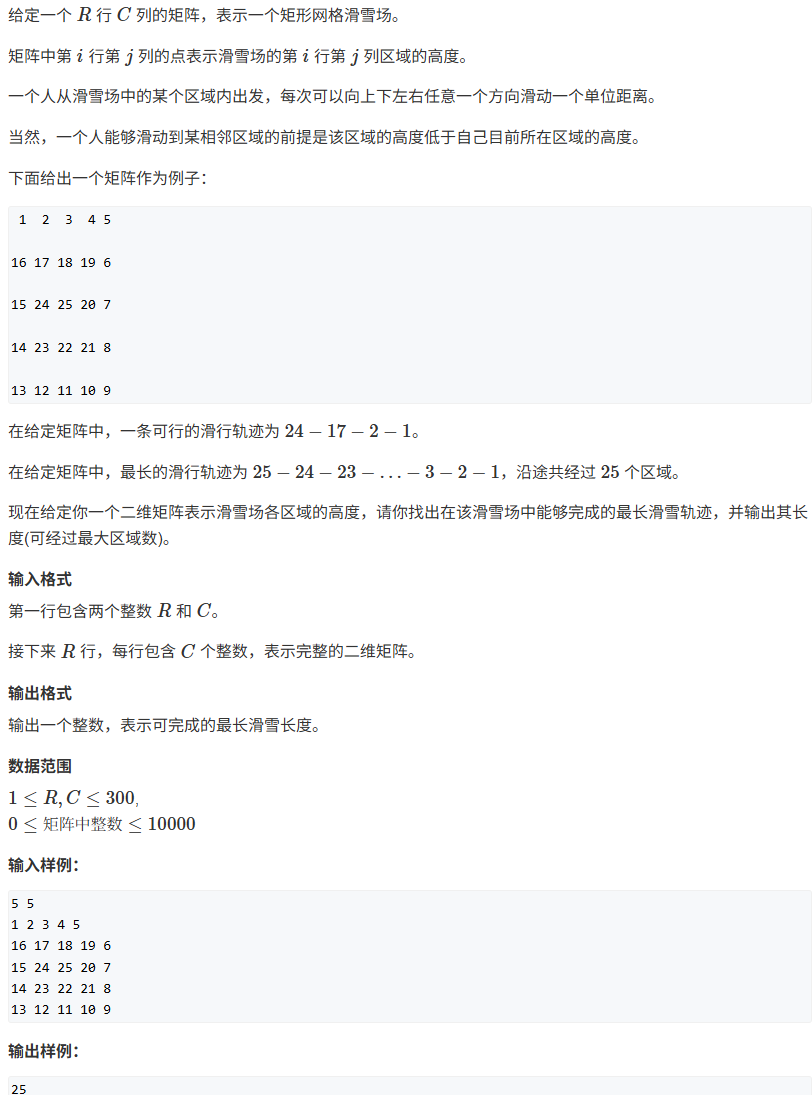 给定一个 R 行 C 列的矩阵，表示一个矩形网格滑雪场。
矩阵中第 i 行第 j 列的点表示滑雪场的第 i 行第 j 列区域的高度。
一个人从滑雪场中的某个区域内出发，每次可以向上下左右任意一个方向滑动一个单位距离。
当然，一个人能够滑动到某相邻区域的前提是该区域的高度低于自己目前所在区域的高度。
下面给出一个矩阵作为例子：
1 2 3 4 5
16 17 18 19 6
15 24 25 20 7
14 23 22 21 8
13 12 11 10 9
在给定矩阵中，一条可行的滑行轨迹为 24 − 17 − 2 − 1。
在给定矩阵中，最长的滑行轨迹为 25 − 24 − 23 − … − 3 − 2 − 1，沿途共经过 25 个区域。
现在给定你一个二维矩阵表示滑雪场各区域的高度，请你找出在该滑雪场中能够完成的最长滑雪轨迹，并输出其长
度(可经过最大区域数)。
输入格式
第一行包含两个整数 R 和 C。
接下来 R 行，每行包含 C 个整数，表示完整的二维矩阵。
输出格式
输出一个整数，表示可完成的最长滑雪长度。
数据范围
1 ≤ R, C ≤ 300,
0 ≤ 矩阵中整数 ≤ 10000
输入样例：
5 5
1 2 3 4 5
16 17 18 19 6
15 24 25 20 7
14 23 22 21 8
13 12 11 10 9
输出样例：
25